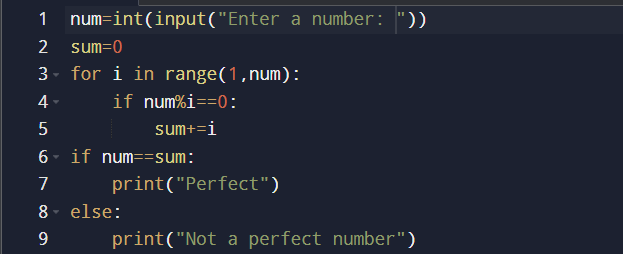 1 num=int(input("Enter a number: "))
2 sum=0
3 for i in range(1,num):
4     if num%i==0:
5         sum+=i
6 if num==sum:
7     print("Perfect")
8 else:
9     print("Not a perfect number")